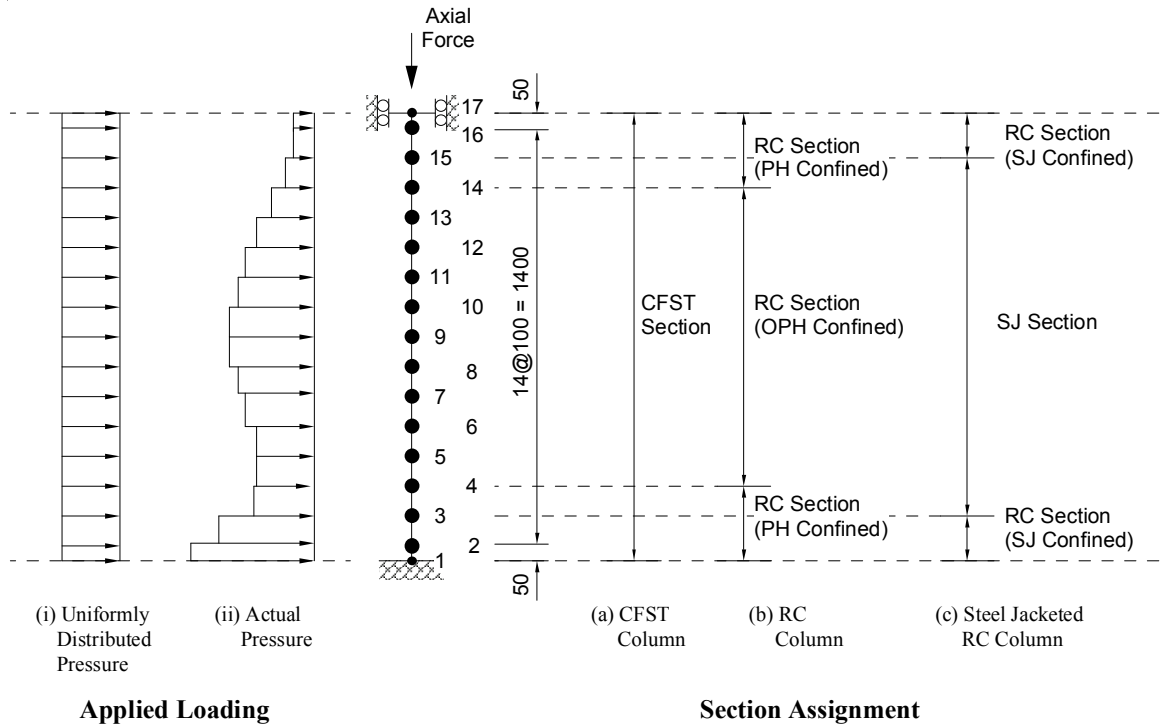 Axial
Force
50
17
16
15
14
13
12
11
10
9
8
7
6
5
4
3
2
1
14@100 = 1400
50
CFST
Section
RC Section
(PH Confined)
RC Section
(OPH Confined)
RC Section
(PH Confined)
RC Section
(SJ Confined)
SJ Section
RC Section
(SJ Confined)
(i) Uniformly
Distributed
Pressure
(ii) Actual
Pressure
(a) CFST
Column
(b) RC
Column
(c) Steel Jacketed
RC Column
Applied Loading
Section Assignment